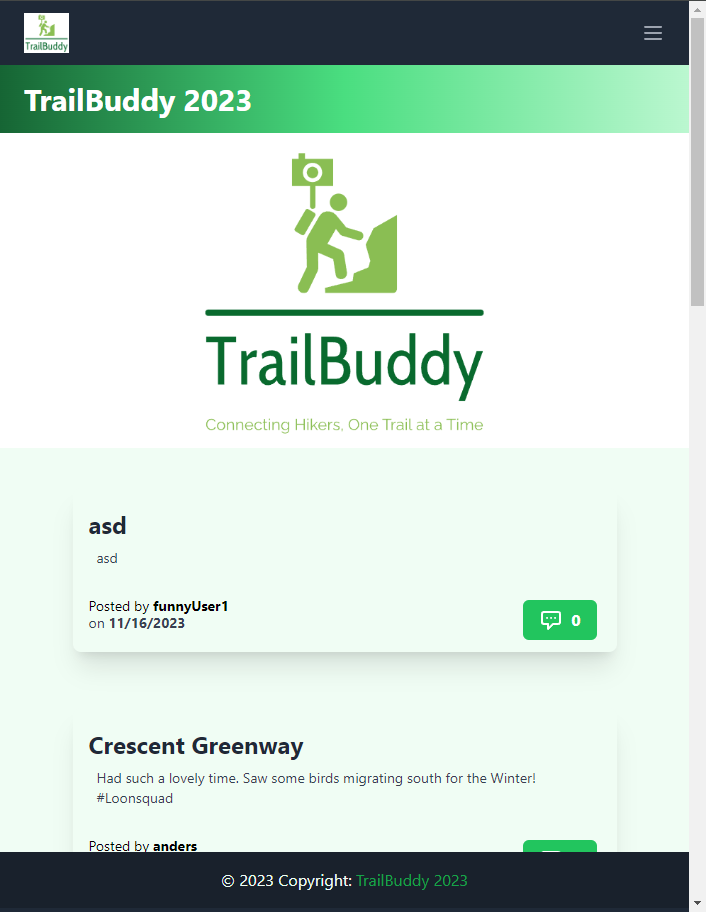 TrailBuddy
TrailBuddy 2023
TrailBuddy
Connecting Hikers, One Trail at a Time
asd
asd
Posted by funnyUser1
on 11/16/2023
0
Crescent Greenway
Had such a lovely time. Saw some birds migrating south for the Winter!
#Loonsquad
Posted by anders
© 2023 Copyright: TrailBuddy 2023